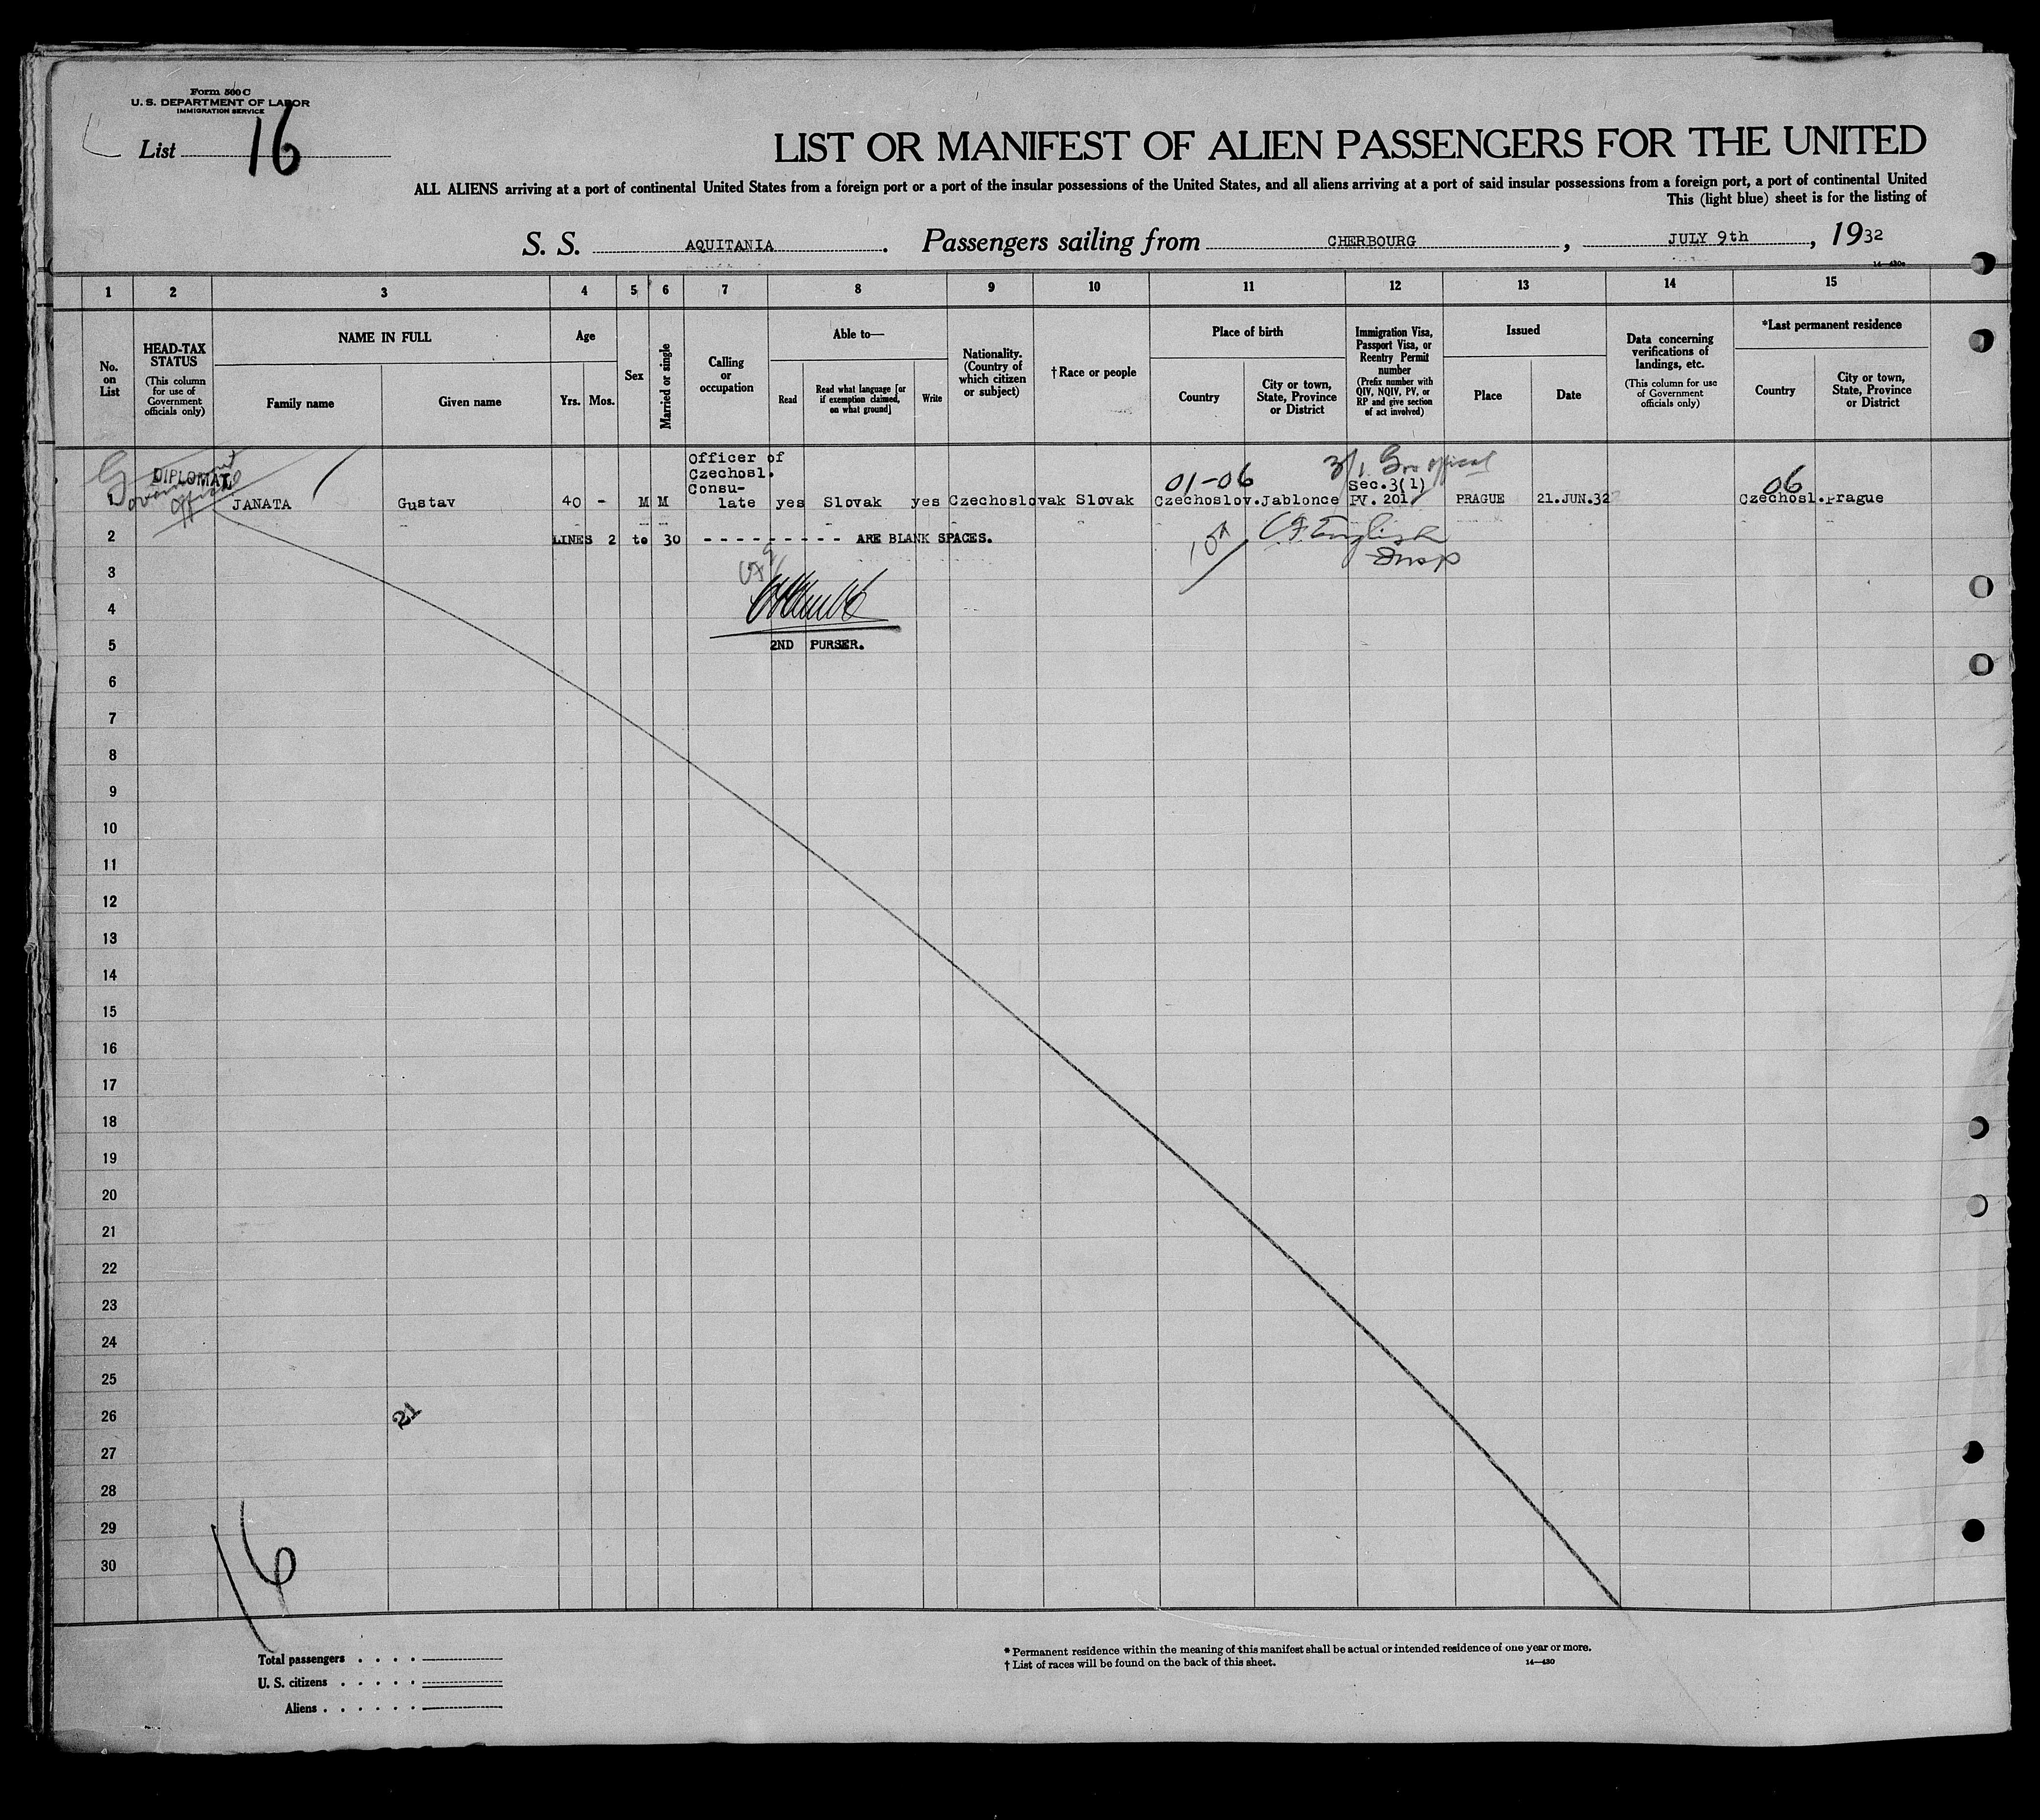 Form 500 C
U. S. DEPARTMENT OF LABOR
IMMIGRATION SERVICE
List 16
LIST OR MANIFEST OF ALIEN PASSENGERS FOR THE UNITED
ALL ALIENS arriving at a port of continental United States from a foreign port or a port of the insular possessions of the United States, and all aliens arriving at a port of said insular possessions from a foreign port, a port of continental United
This (light blue) sheet is for the listing of
S. S. AQUITANIA. Passengers sailing from CHERBOURG, JULY 9th, 1932
14—430c
1 2 3 4 5 6 7 8 9 10 11 12 13 14 15
No. on List
HEAD-TAX STATUS
(This column for use of Government officials only)
NAME IN FULL
Family name
Given name
Age
Yrs. Mos.
Sex
Married or single
Calling or occupation
Able to—
Read
Read what language [or if exemption claimed, on what ground]
Write
Nationality. (Country of which citizen or subject)
†Race or people
Place of birth
Country
City or town, State, Province or District
Immigration Visa, Passport Visa, or Reentry Permit number
(Prefix number with QIV, NQIV, PV, or RP and give section of act involved)
Issued
Place
Date
Data concerning verifications of landings, etc.
(This column for use of Government officials only)
*Last permanent residence
Country
City or town, State, Province or District
Government official
DIPLOMAT
Officer of
Czechosl.
Consu-
01-06
3/1 Gov official
Sec.3(1)
06
1 JANATA Gustav 40 - M M late yes Slovak yes Czechoslovak Slovak Czechoslov. Jablonce PV. 201 PRAGUE 21.JUN.32 Czechosl. Prague
2 LINES 2 to 30 - - - - - - - - - ARE BLANK SPACES.
English
Insp
3
4
5 2ND PURSER.
6
7
8
9
10
11
12
13
14
15
16
17
18
19
20
21
22
23
24
25
26 21
27
28
29
30
16
Total passengers . . . .
U. S. citizens . . . . .
Aliens . . . . . .
* Permanent residence within the meaning of this manifest shall be actual or intended residence of one year or more.
† List of races will be found on the back of this sheet.
14—430